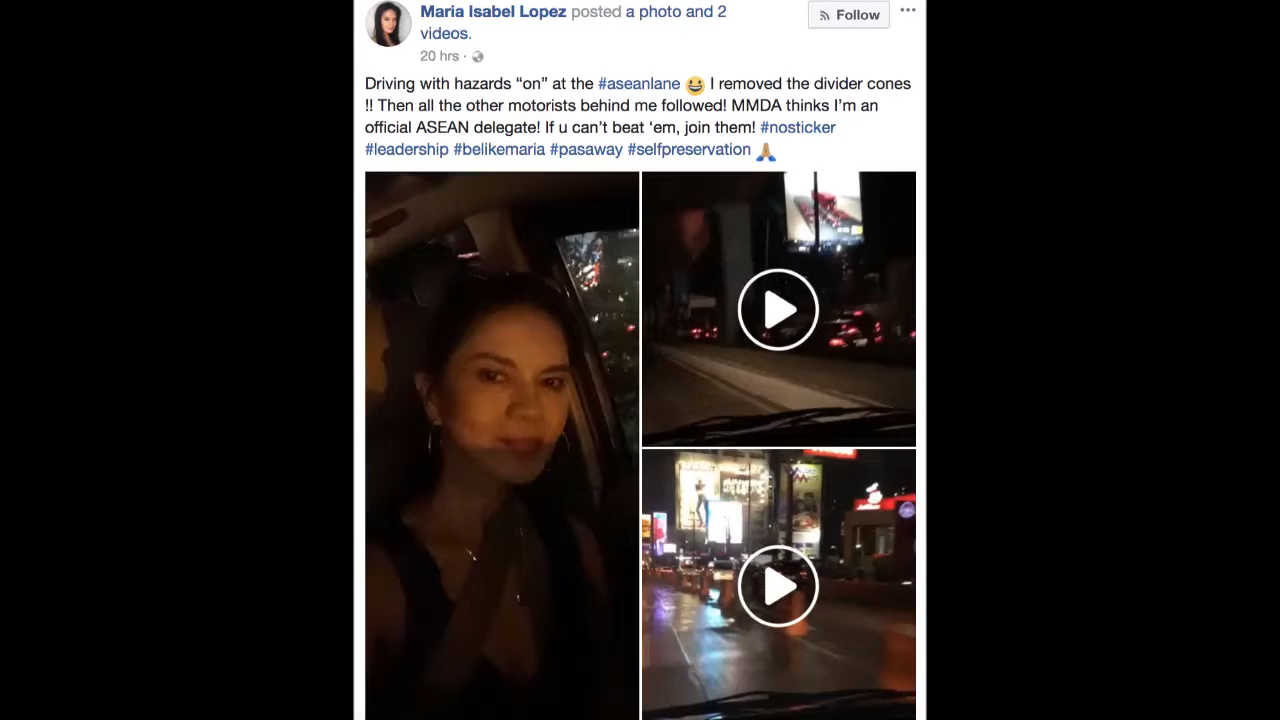 Maria Isabel Lopez posted a photo and 2
videos.
20 hrs ·
Follow
Driving with hazards “on” at the #aseanlane 😀 I removed the divider cones
!! Then all the other motorists behind me followed! MMDA thinks I’m an
official ASEAN delegate! If u can’t beat ‘em, join them! #nosticker
#leadership #belikemaria #pasaway #selfpreservation 🙏